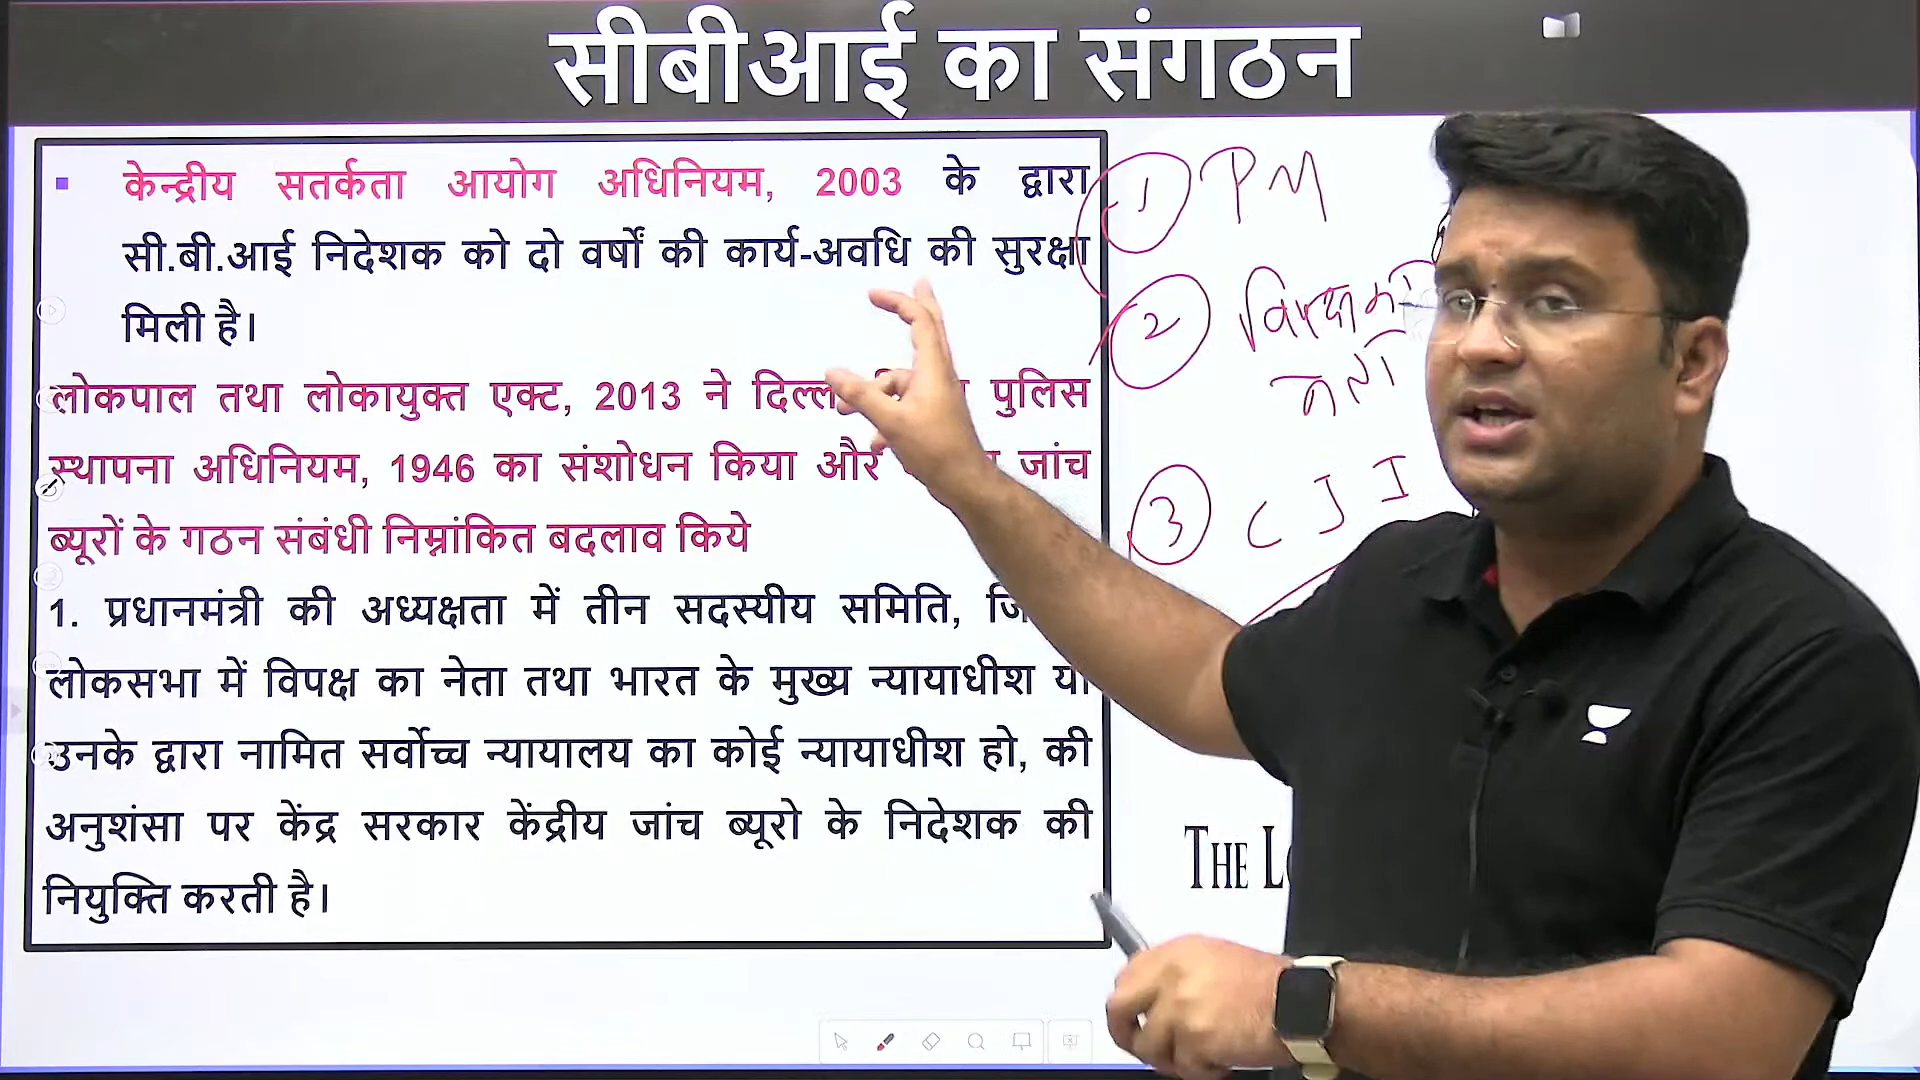 सीबीआई का संगठन
▪ केन्द्रीय सतर्कता आयोग अधिनियम, 2003 के द्वारा
सी.बी.आई निदेशक को दो वर्षों की कार्य-अवधि की सुरक्षा
मिली है।
लोकपाल तथा लोकायुक्त एक्ट, 2013 ने पुलिस
स्थापना अधिनियम, 1946 का संशोधन किया और जांच
ब्यूरों के गठन संबंधी निम्नांकित बदलाव किये
1. प्रधानमंत्री की अध्यक्षता में तीन सदस्यीय समिति,
लोकसभा में विपक्ष का नेता तथा भारत के मुख्य न्यायाधीश या
उनके द्वारा नामित सर्वोच्च न्यायालय का कोई न्यायाधीश हो, की
अनुशंसा पर केंद्र सरकार केंद्रीय जांच ब्यूरो के निदेशक की
नियुक्ति करती है।
1 PM
2
3 CJI
THE